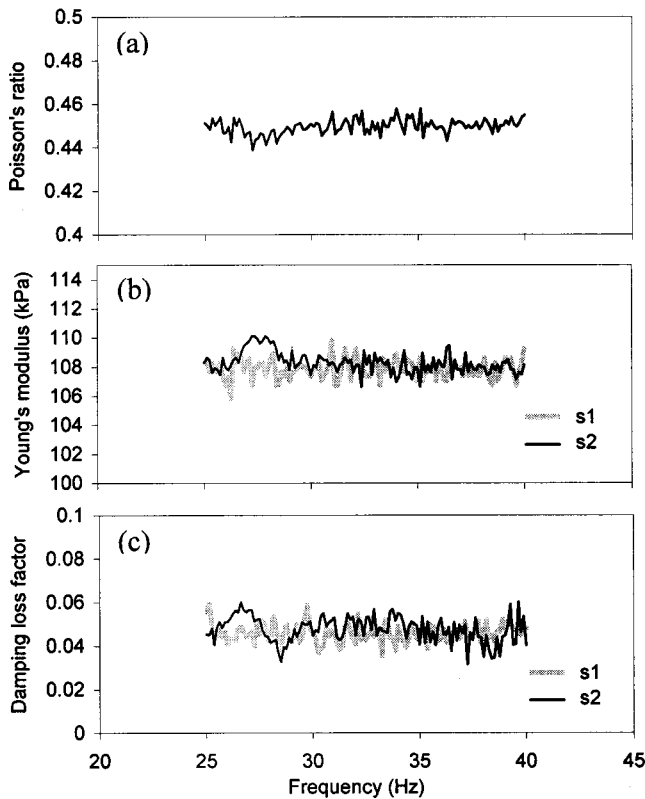 (a)
Poisson's ratio
0.5
0.48
0.46
0.44
0.42
0.4
(b)
Young's modulus (kPa)
114
112
110
108
106
104
102
100
s1
s2
(c)
Damping loss factor
0.1
0.08
0.06
0.04
0.02
0
s1
s2
20
25
30
35
40
45
Frequency (Hz)